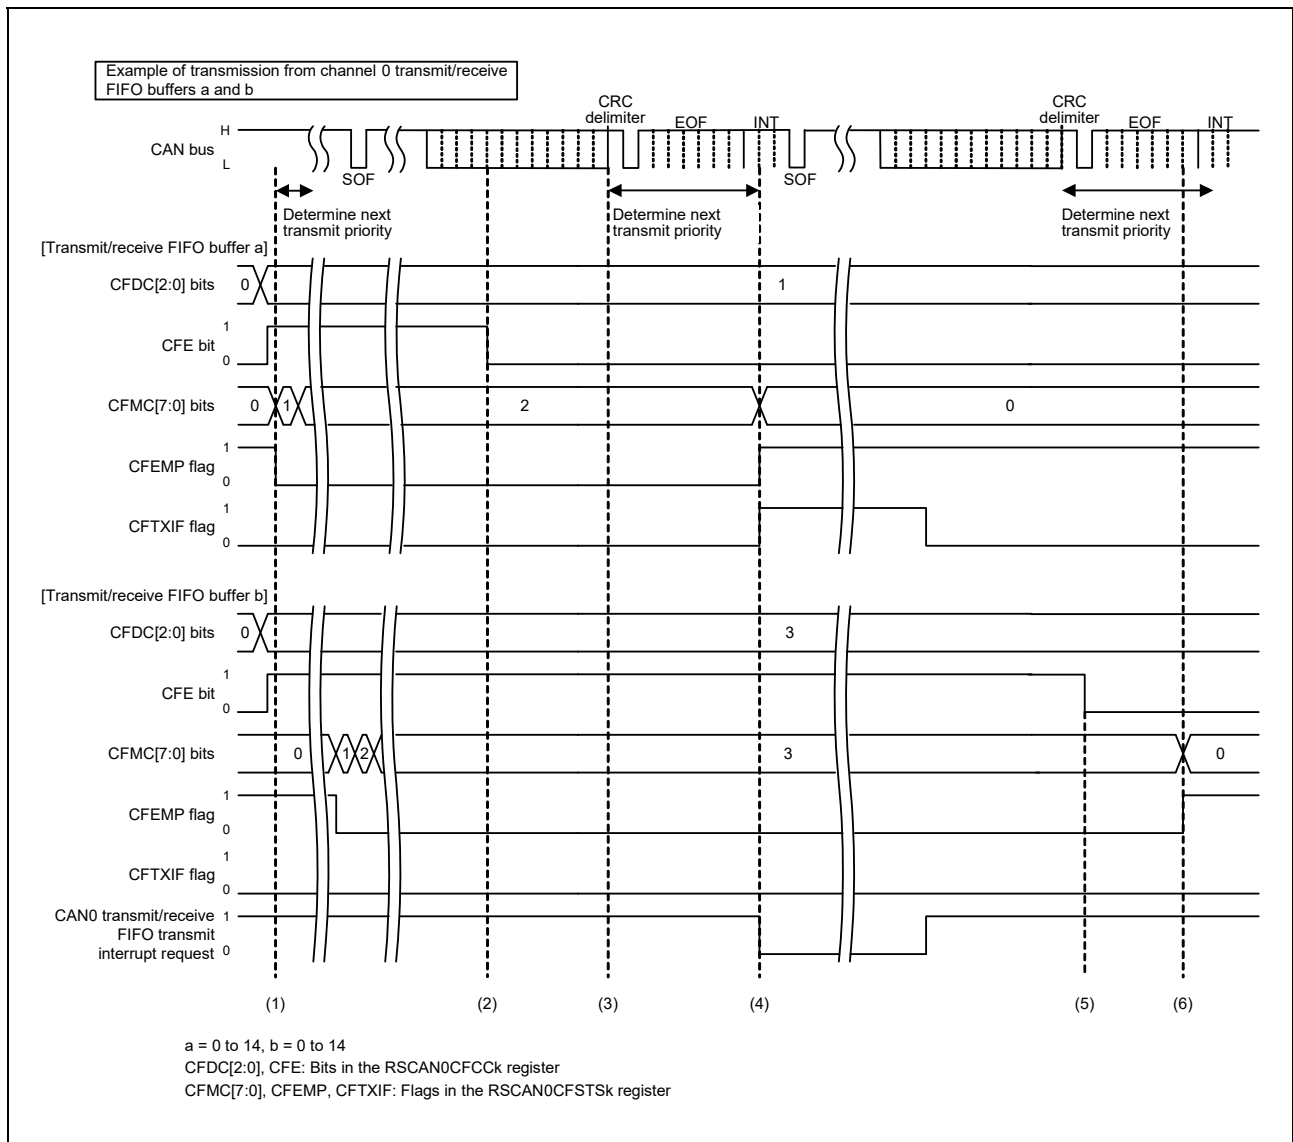 Example of transmission from channel 0 transmit/receive
FIFO buffers a and b
CRC
delimiter
EOF
INT
CRC
delimiter
EOF
INT
H
CAN bus
L
SOF
SOF
Determine next
transmit priority
Determine next
transmit priority
Determine next
transmit priority
[Transmit/receive FIFO buffer a]
CFDC[2:0] bits
0
1
1
CFE bit
0
CFMC[7:0] bits
0
1
2
0
1
CFEMP flag
0
1
CFTXIF flag
0
[Transmit/receive FIFO buffer b]
CFDC[2:0] bits
0
3
1
CFE bit
0
CFMC[7:0] bits
0
1
2
3
0
1
CFEMP flag
0
1
CFTXIF flag
0
CAN0 transmit/receive 1
FIFO transmit
interrupt request 0
(1)
(2)
(3)
(4)
(5)
(6)
a = 0 to 14, b = 0 to 14
CFDC[2:0], CFE: Bits in the RSCAN0CFCCk register
CFMC[7:0], CFEMP, CFTXIF: Flags in the RSCAN0CFSTSk register